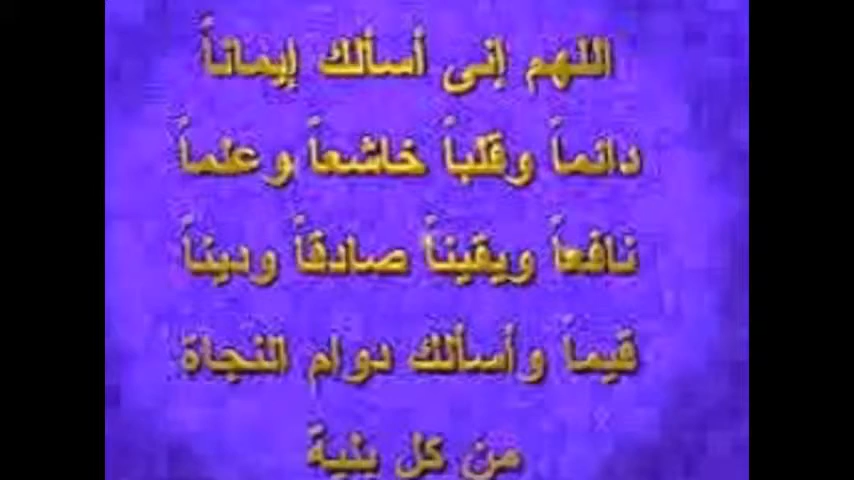 اللهم إنى أسألك إيماناً
دائماً وقلباً خاشعاً وعلماً
نافعاً ويقيناً صادقاً وديناً
قيماً وأسألك دوام النجاة
من كل بلية